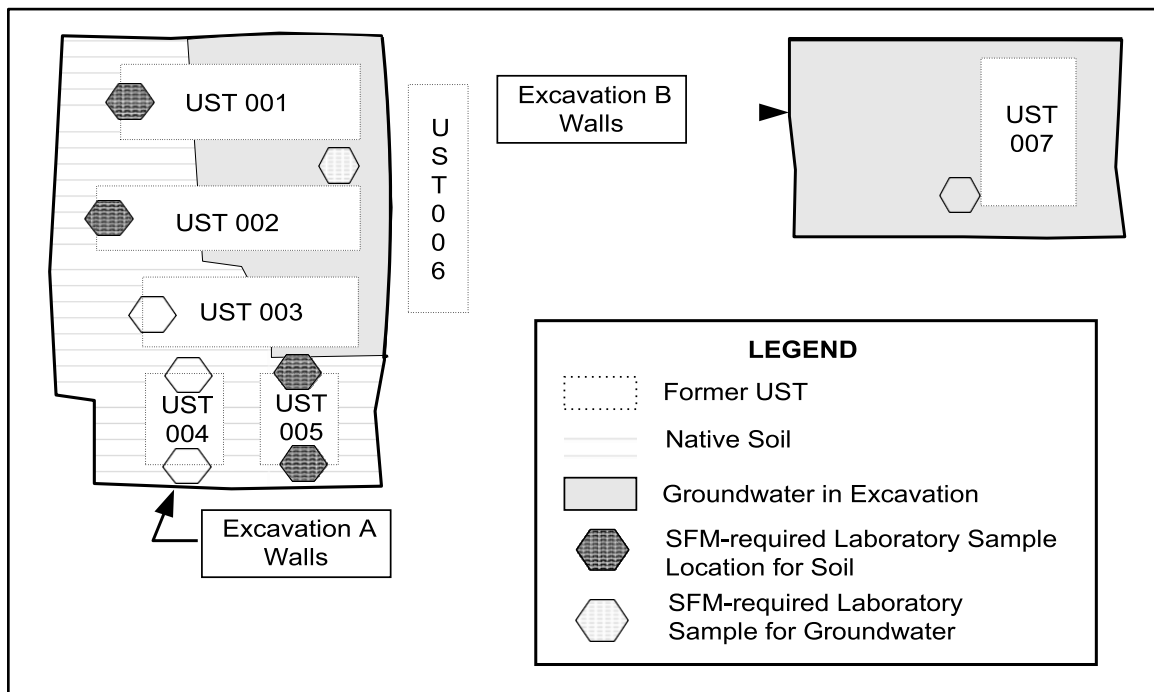 UST 001
UST 002
UST 003
UST
004
UST
005
U
S
T
0
0
6
Excavation A
Walls
Excavation B
Walls
UST
007
LEGEND
Former UST
Native Soil
Groundwater in Excavation
SFM-required Laboratory Sample
Location for Soil
SFM-required Laboratory
Sample for Groundwater